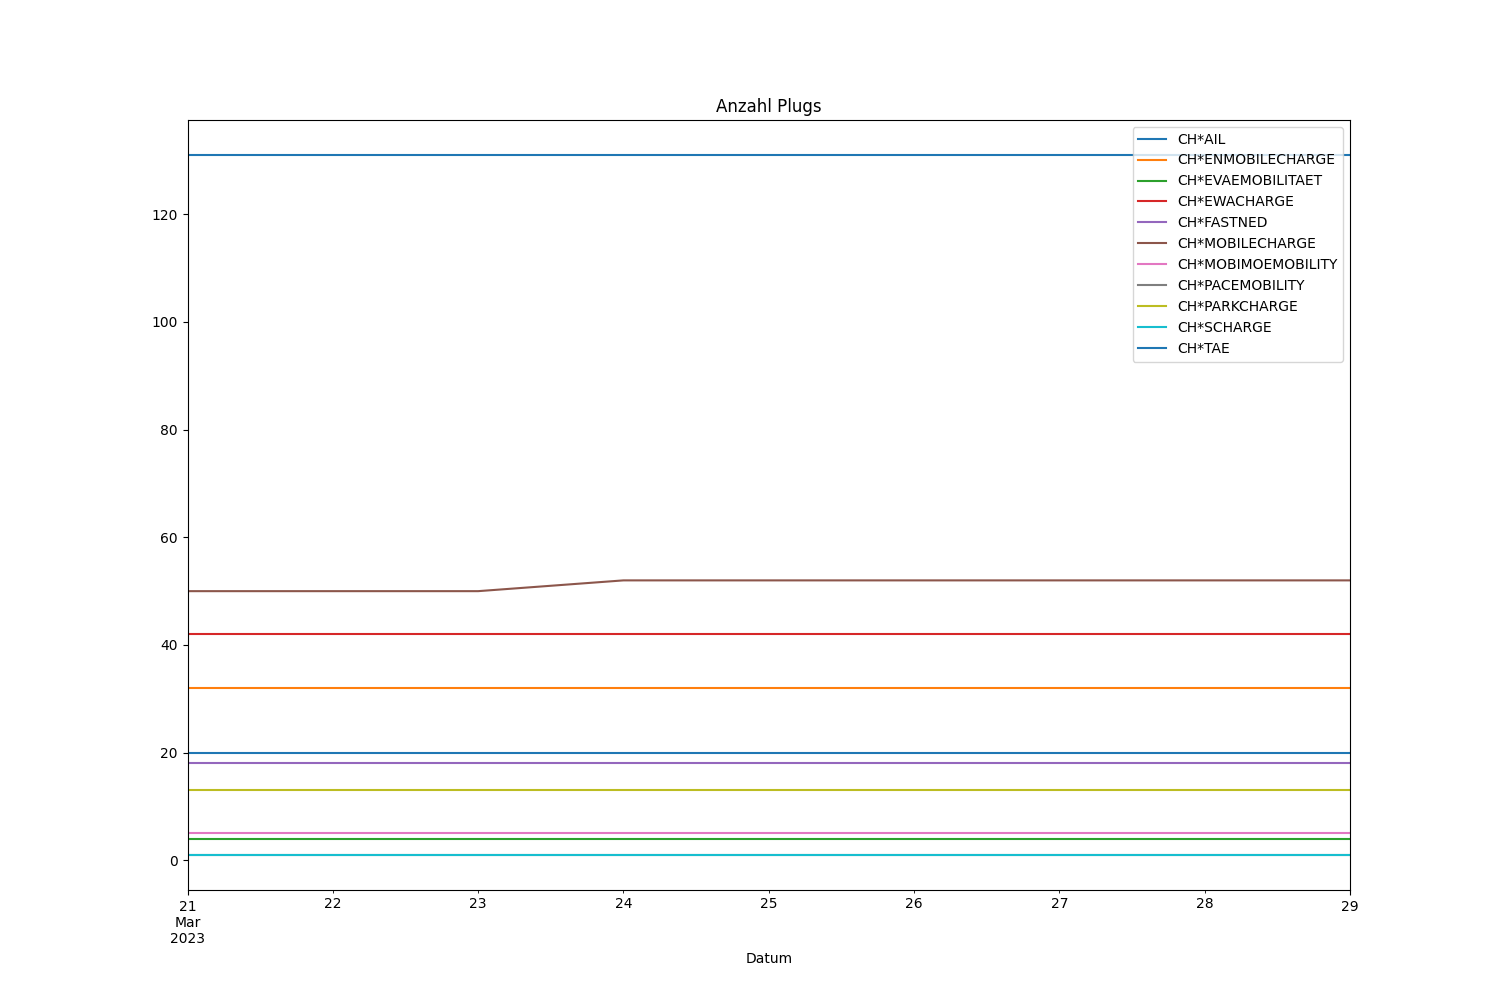 Anzahl Plugs
CH*AIL
CH*ENMOBILECHARGE
CH*EVAEMOBILITAET
CH*EWACHARGE
CH*FASTNED
CH*MOBILECHARGE
CH*MOBIMOEMOBILITY
CH*PACEMOBILITY
CH*PARKCHARGE
CH*SCHARGE
CH*TAE
120
100
80
60
40
20
0
21 22 23 24 25 26 27 28 29
Mar
2023
Datum